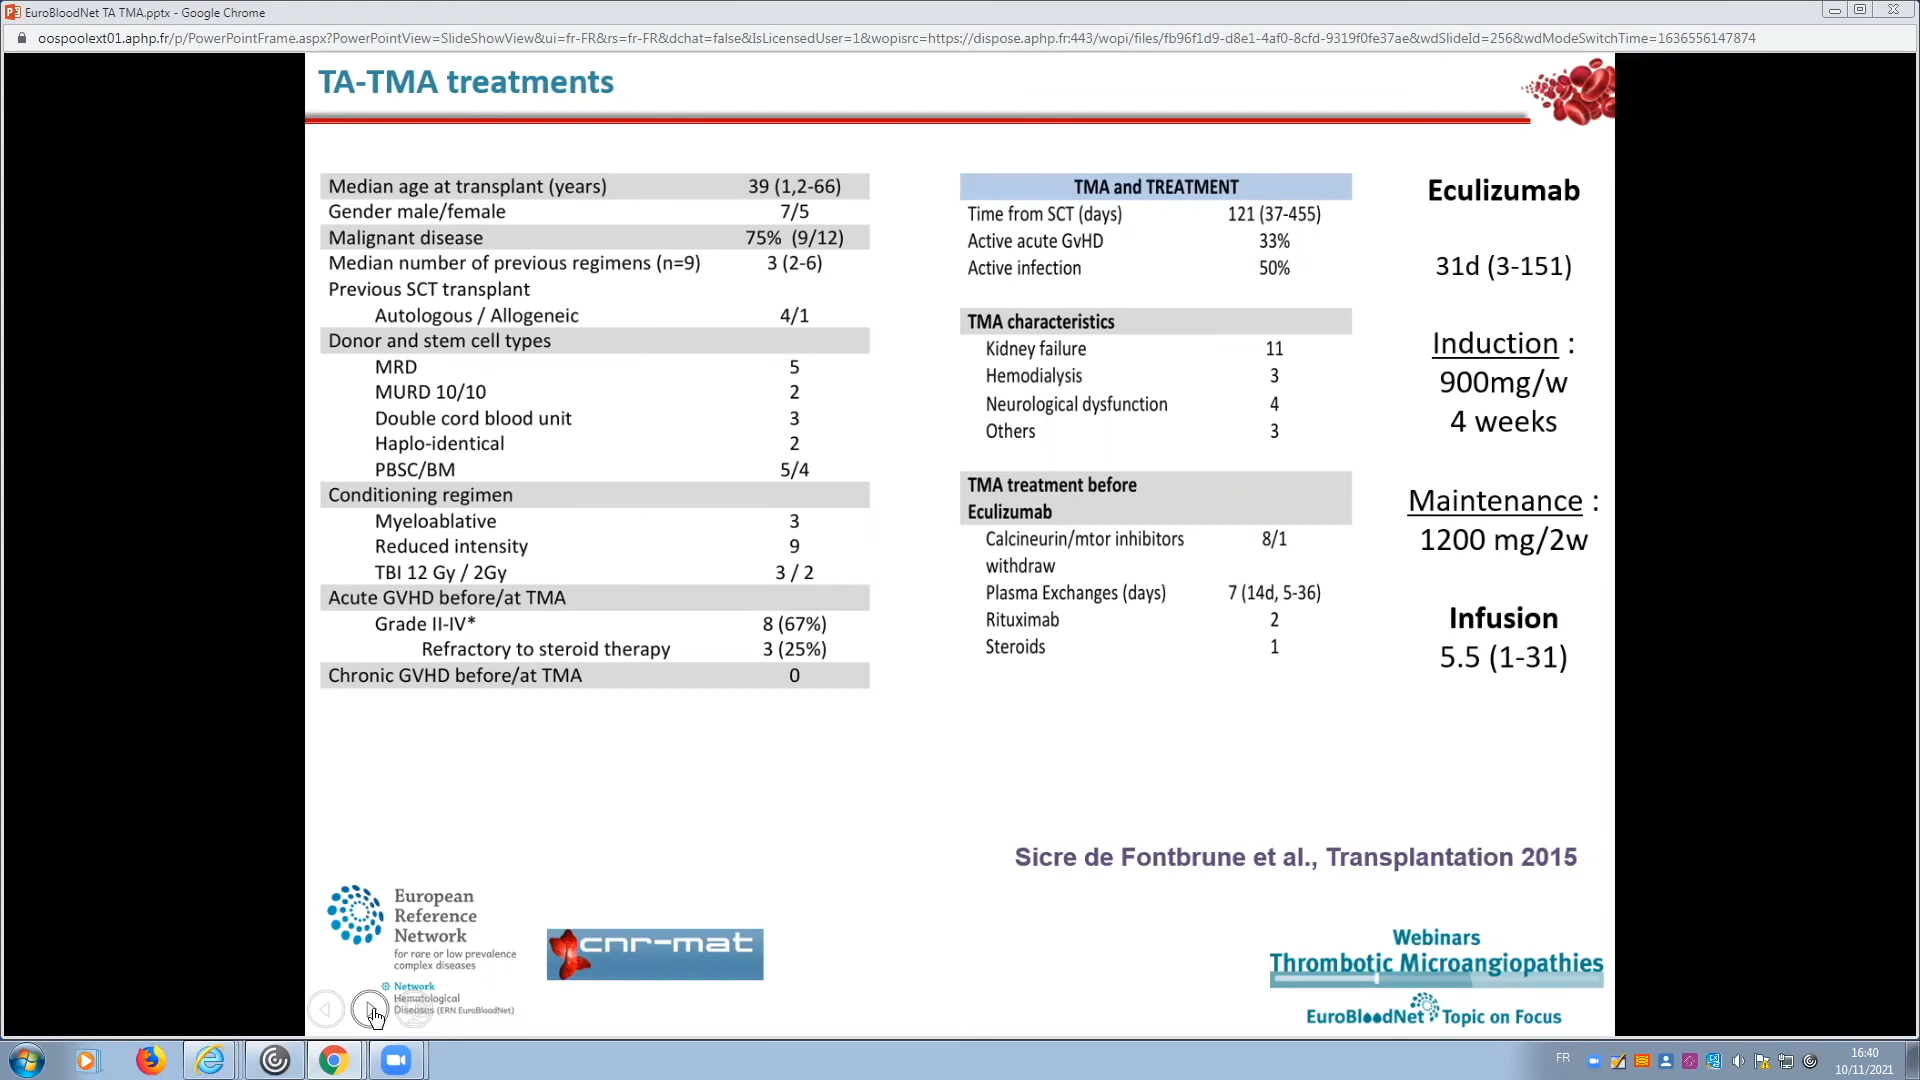 EuroBloodNet TA TMA.pptx - Google Chrome
oospoolext01.aphp.fr/p/PowerPointFrame.aspx?PowerPointView=SlideShowView&ui=fr-FR&rs=fr-FR&dchat=false&IsLicensedUser=1&wopisrc=https://dispose.aphp.fr:443/wopi/files/fb96f1d9-d8e1-4af0-8cfd-9319f0fe37ae&wdSlideId=256&wdModeSwitchTime=1636556147874
TA-TMA treatments
Median age at transplant (years) 39 (1,2-66)
Gender male/female 7/5
Malignant disease 75% (9/12)
Median number of previous regimens (n=9) 3 (2-6)
Previous SCT transplant
Autologous / Allogeneic 4/1
Donor and stem cell types
MRD 5
MURD 10/10 2
Double cord blood unit 3
Haplo-identical 2
PBSC/BM 5/4
Conditioning regimen
Myeloablative 3
Reduced intensity 9
TBI 12 Gy / 2Gy 3 / 2
Acute GVHD before/at TMA
Grade II-IV* 8 (67%)
Refractory to steroid therapy 3 (25%)
Chronic GVHD before/at TMA 0
TMA and TREATMENT
Time from SCT (days) 121 (37-455)
Active acute GvHD 33%
Active infection 50%
TMA characteristics
Kidney failure 11
Hemodialysis 3
Neurological dysfunction 4
Others 3
TMA treatment before
Eculizumab
Calcineurin/mtor inhibitors 8/1
withdraw
Plasma Exchanges (days) 7 (14d, 5-36)
Rituximab 2
Steroids 1
Eculizumab
31d (3-151)
Induction :
900mg/w
4 weeks
Maintenance :
1200 mg/2w
Infusion
5.5 (1-31)
Sicre de Fontbrune et al., Transplantation 2015
European
Reference
Network
for rare or low prevalence
complex diseases
Network
Hematological
Diseases (ERN EuroBloodNet)
cnr-mat
Webinars
Thrombotic Microangiopathies
EuroBloodNet Topic on Focus
FR
16:40
10/11/2021